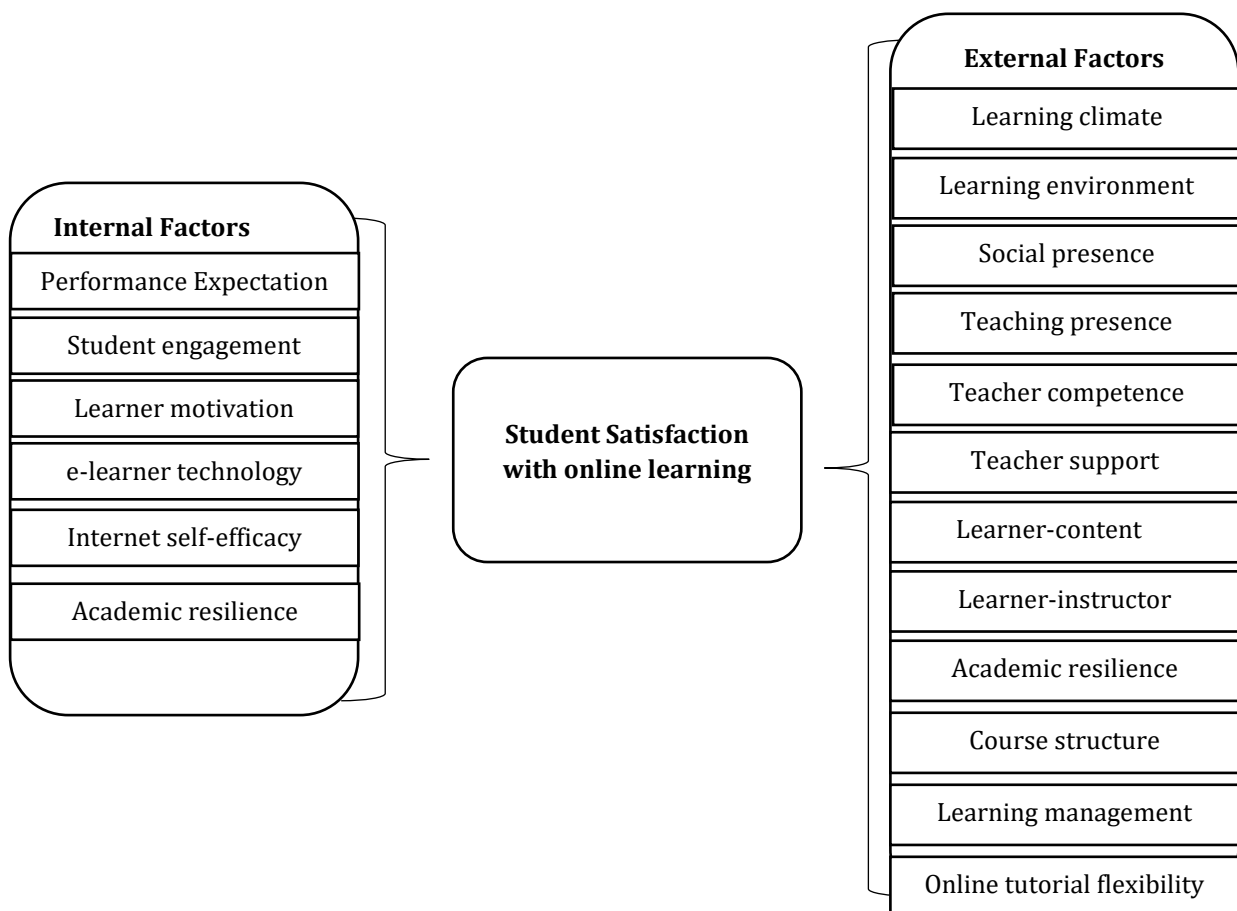 Internal Factors
Performance Expectation
Student engagement
Learner motivation
e-learner technology
Internet self-efficacy
Academic resilience
Student Satisfaction
with online learning
External Factors
Learning climate
Learning environment
Social presence
Teaching presence
Teacher competence
Teacher support
Learner-content
Learner-instructor
Academic resilience
Course structure
Learning management
Online tutorial flexibility